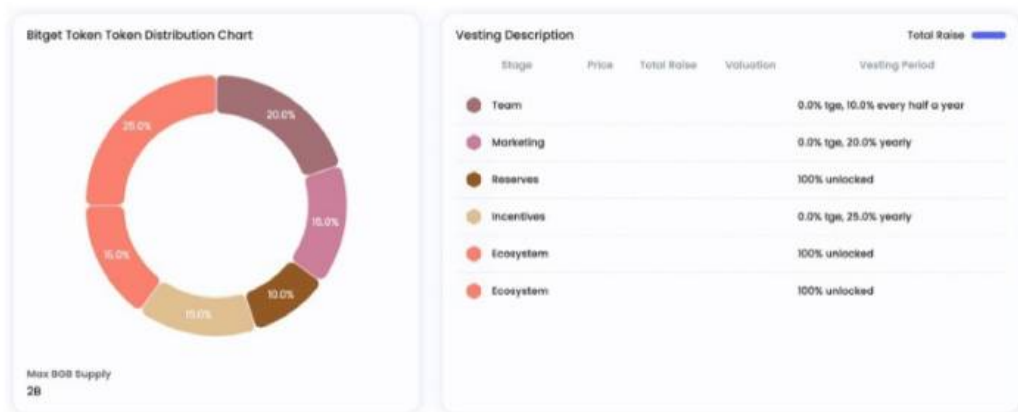 Bitget Token Token Distribution Chart
25.0%
20.0%
15.0%
15.0%
10.0%
15.0%
Max BGB Supply
2B
Vesting Description
Total Raise
Stage Price Total Raise Valuation Vesting Period
Team 0.0% tge, 10.0% every half a year
Marketing 0.0% tge, 20.0% yearly
Reserves 100% unlocked
Incentives 0.0% tge, 25.0% yearly
Ecosystem 100% unlocked
Ecosystem 100% unlocked